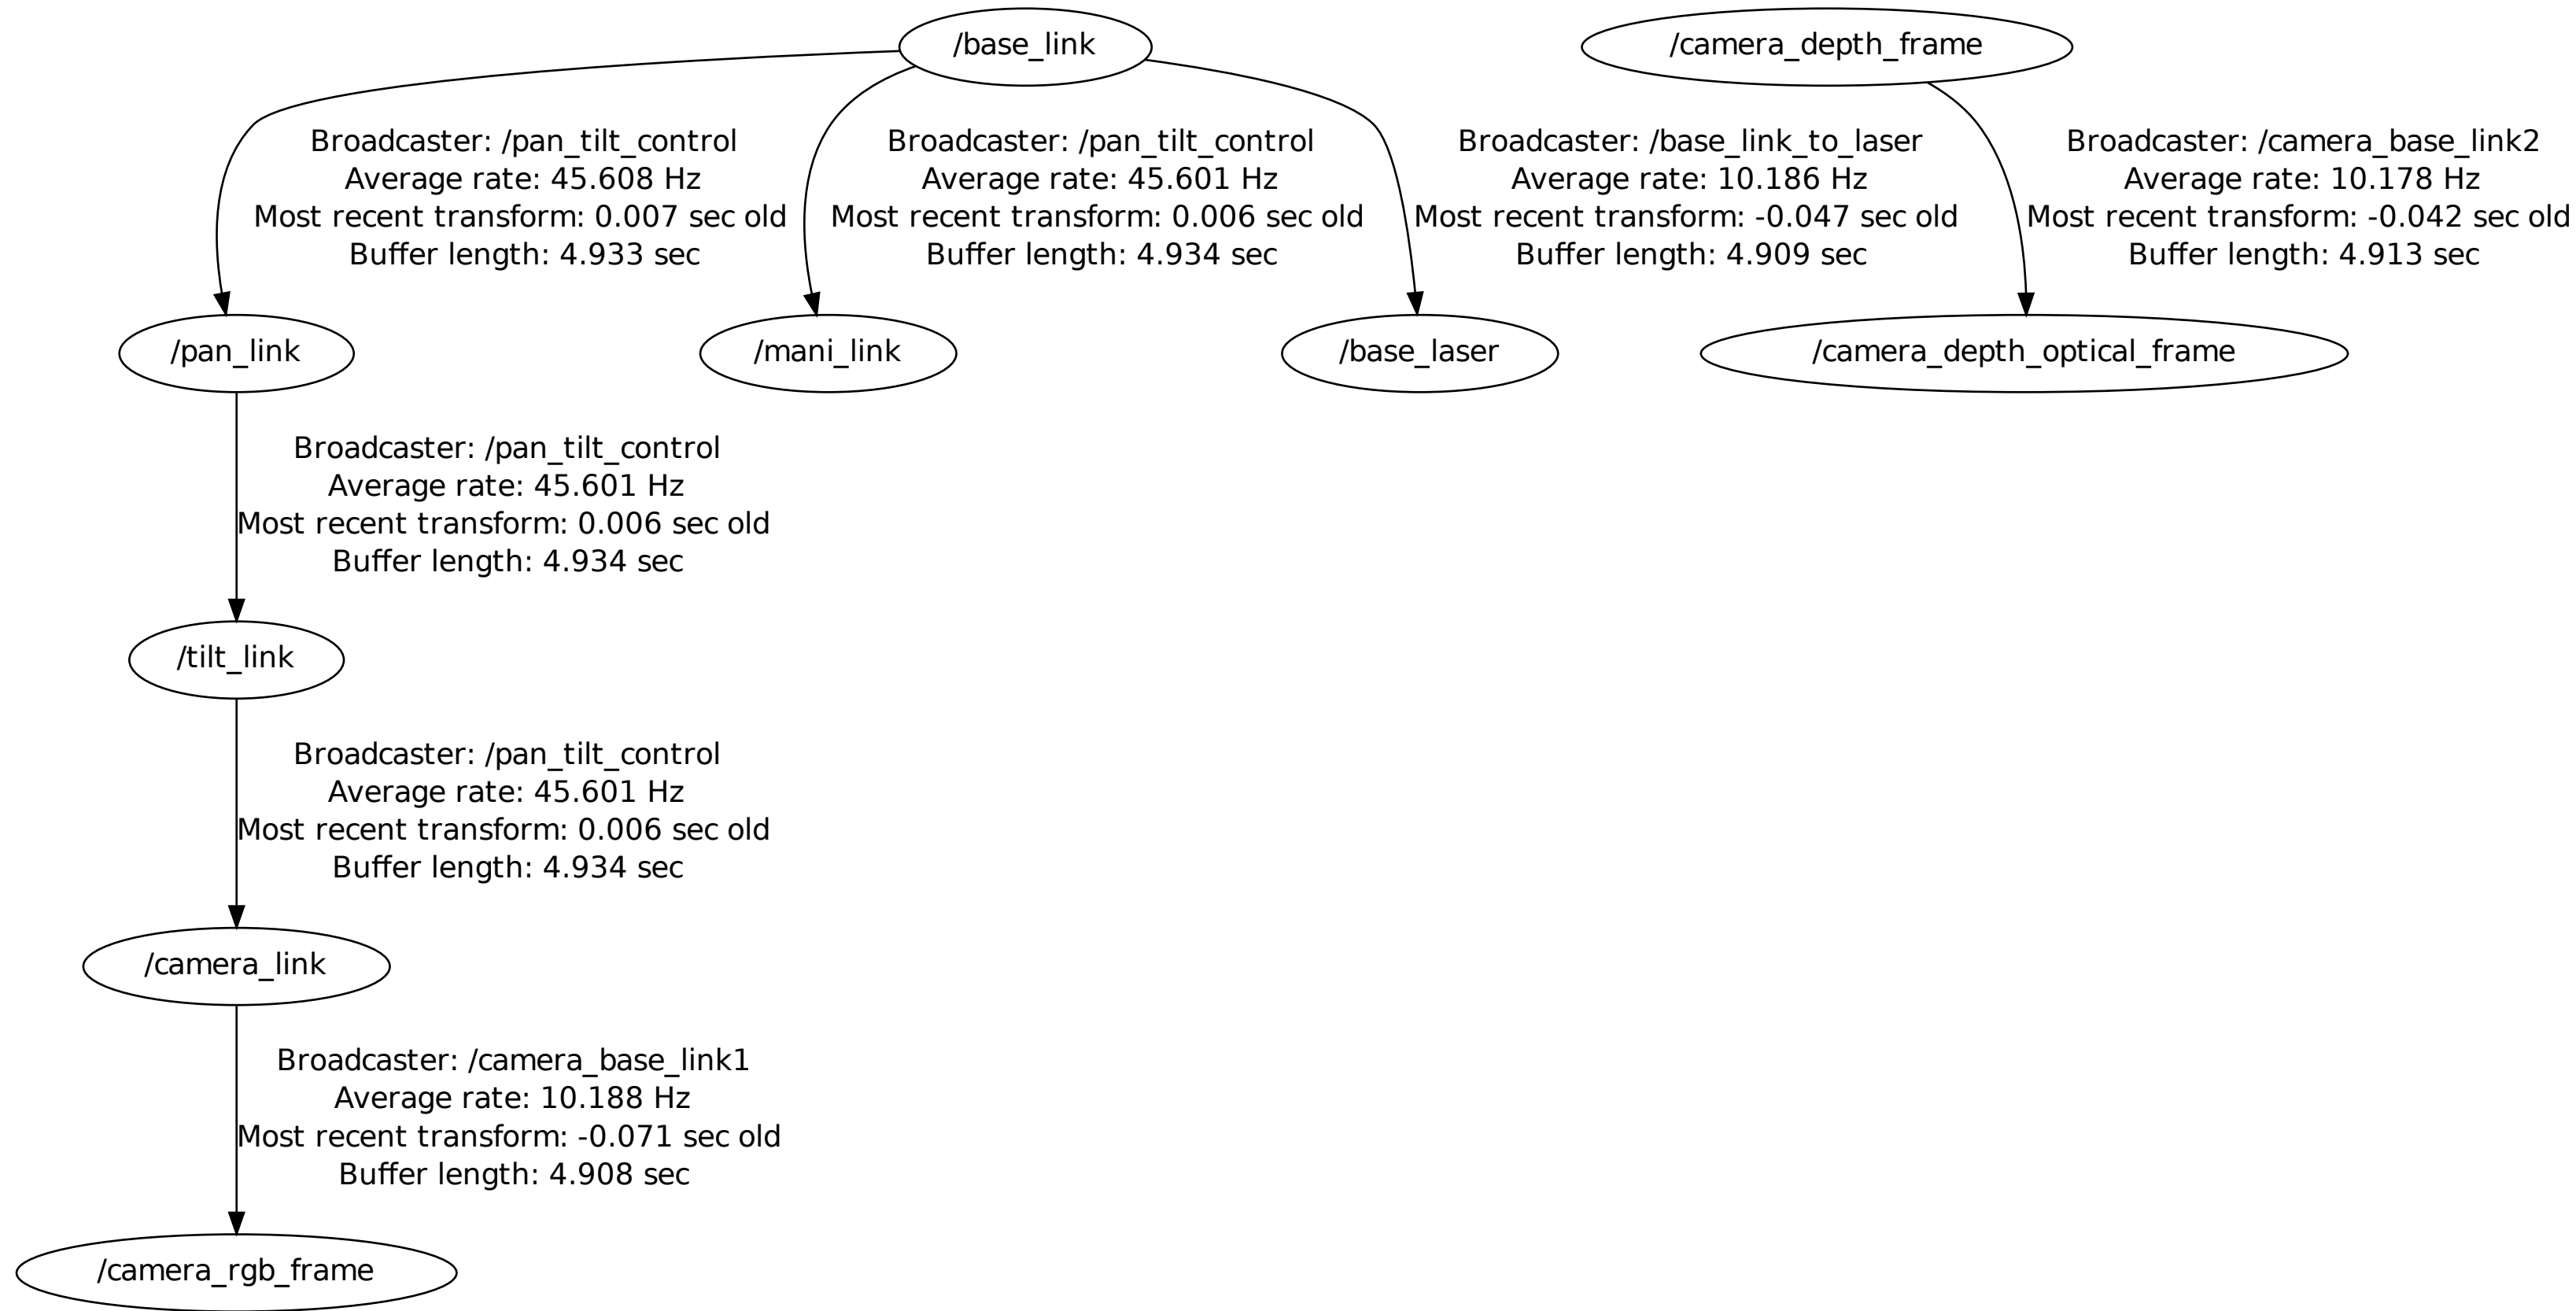 /base_link
/camera_depth_frame
Broadcaster: /pan_tilt_control
Average rate: 45.608 Hz
Most recent transform: 0.007 sec old
Buffer length: 4.933 sec
Broadcaster: /pan_tilt_control
Average rate: 45.601 Hz
Most recent transform: 0.006 sec old
Buffer length: 4.934 sec
Broadcaster: /base_link_to_laser
Average rate: 10.186 Hz
Most recent transform: -0.047 sec old
Buffer length: 4.909 sec
Broadcaster: /camera_base_link2
Average rate: 10.178 Hz
Most recent transform: -0.042 sec old
Buffer length: 4.913 sec
/pan_link
/mani_link
/base_laser
/camera_depth_optical_frame
Broadcaster: /pan_tilt_control
Average rate: 45.601 Hz
Most recent transform: 0.006 sec old
Buffer length: 4.934 sec
/tilt_link
Broadcaster: /pan_tilt_control
Average rate: 45.601 Hz
Most recent transform: 0.006 sec old
Buffer length: 4.934 sec
/camera_link
Broadcaster: /camera_base_link1
Average rate: 10.188 Hz
Most recent transform: -0.071 sec old
Buffer length: 4.908 sec
/camera_rgb_frame